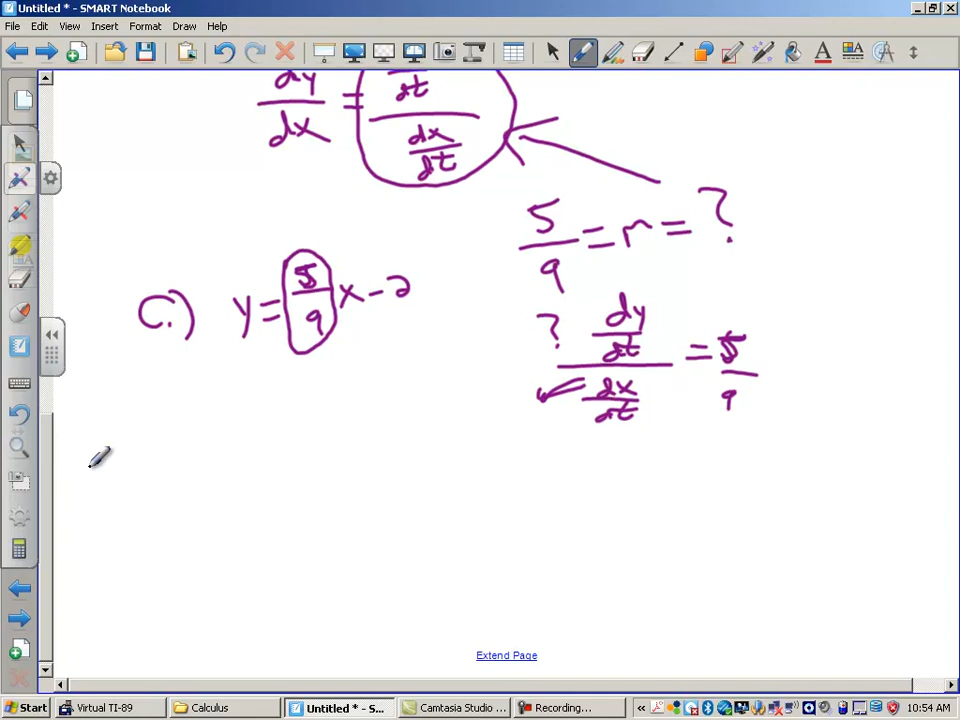 Untitled * - SMART Notebook
File Edit View Insert Format Draw Help
dy/dx = (dy/dt)/(dx/dt)
5/9 = m = ?
C.) y = 5/9 x - 2
? (dy/dt)/(dx/dt) = 5/9
Extend Page
Start Virtual TI-89 Calculus Untitled * - S... Camtasia Studio ... Recording... « 10:54 AM